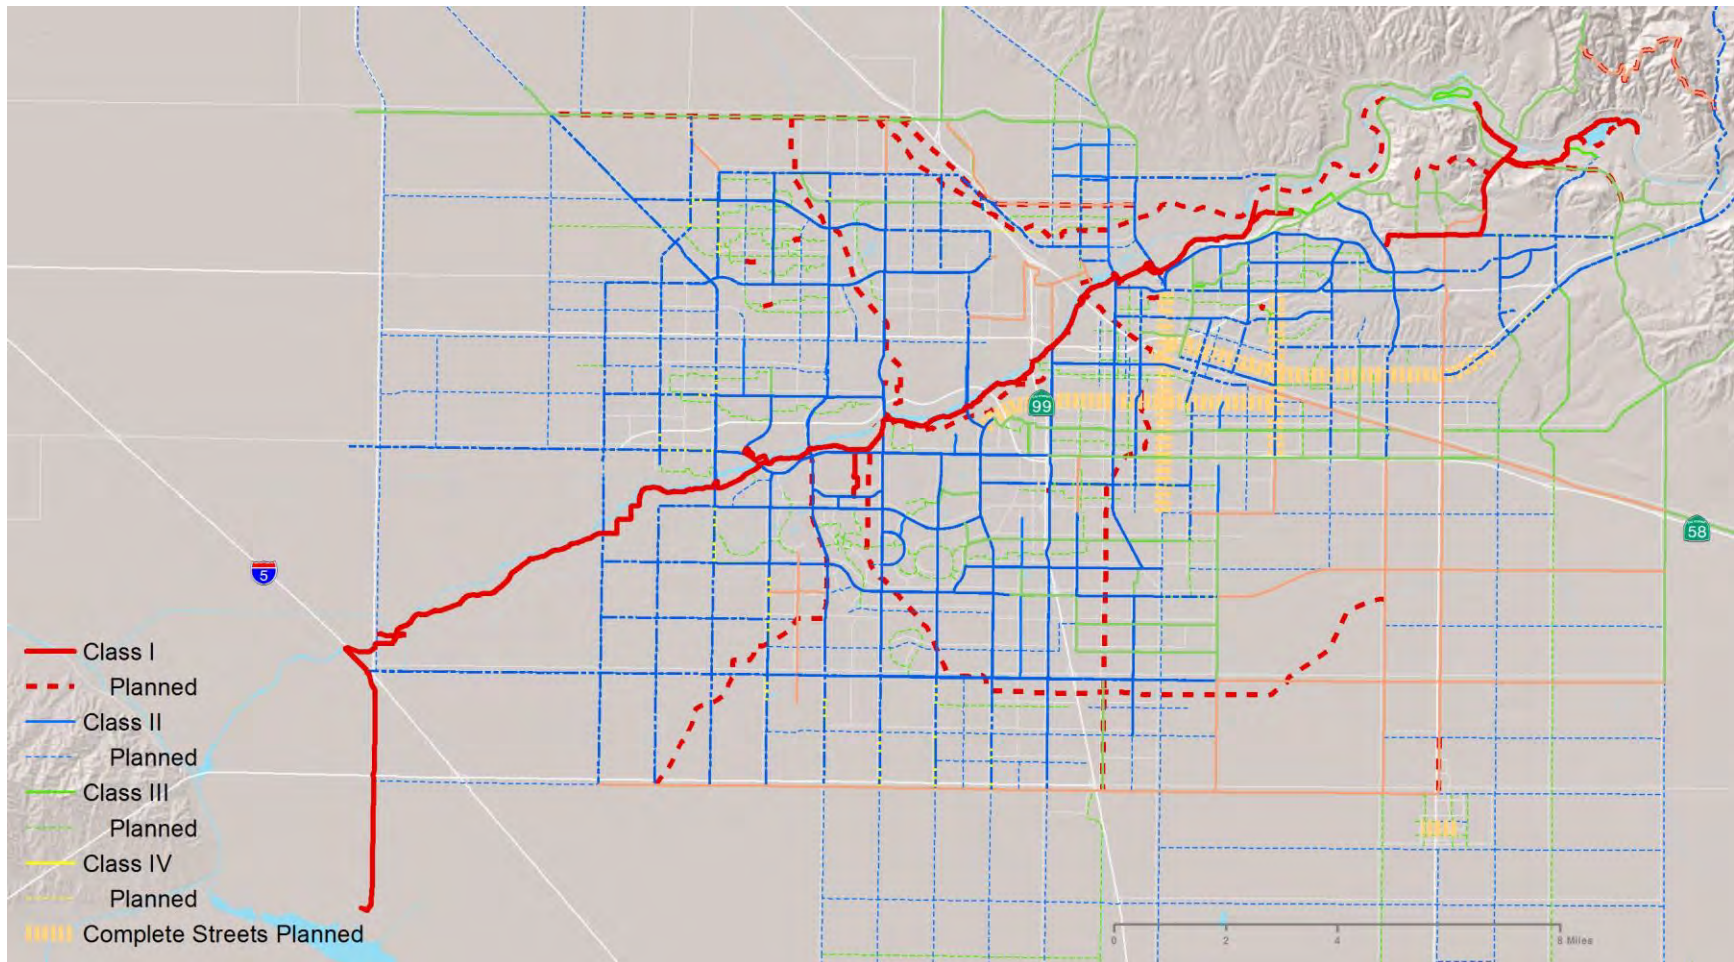 99
58
5
Class I
Planned
Class II
Planned
Class III
Planned
Class IV
Planned
Complete Streets Planned
0 2 4 6 8 Miles